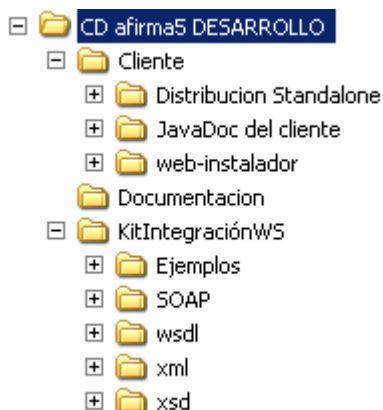 CD afirma5 DESARROLLO
Cliente
Distribucion Standalone
JavaDoc del cliente
web-instalador
Documentacion
KitIntegraciónWS
Ejemplos
SOAP
wsdl
xml
xsd